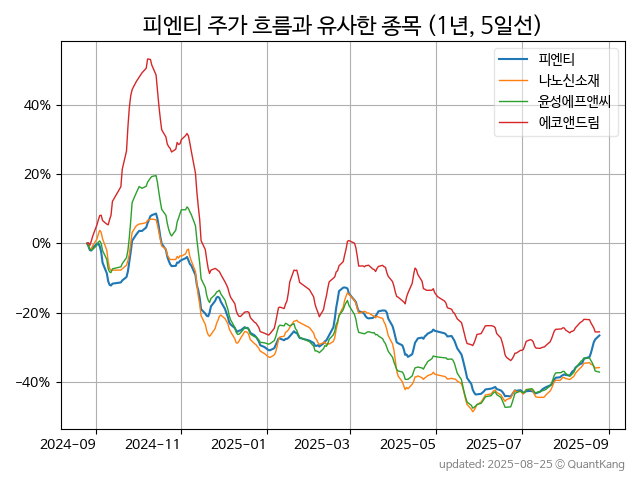 피엔티 주가 흐름과 유사한 종목 (1년, 5일선)
피엔티
나노신소재
윤성에프앤씨
에코앤드림
40%
20%
0%
−20%
−40%
2024-09 2024-11 2025-01 2025-03 2025-05 2025-07 2025-09
updated: 2025-08-25 © QuantKang